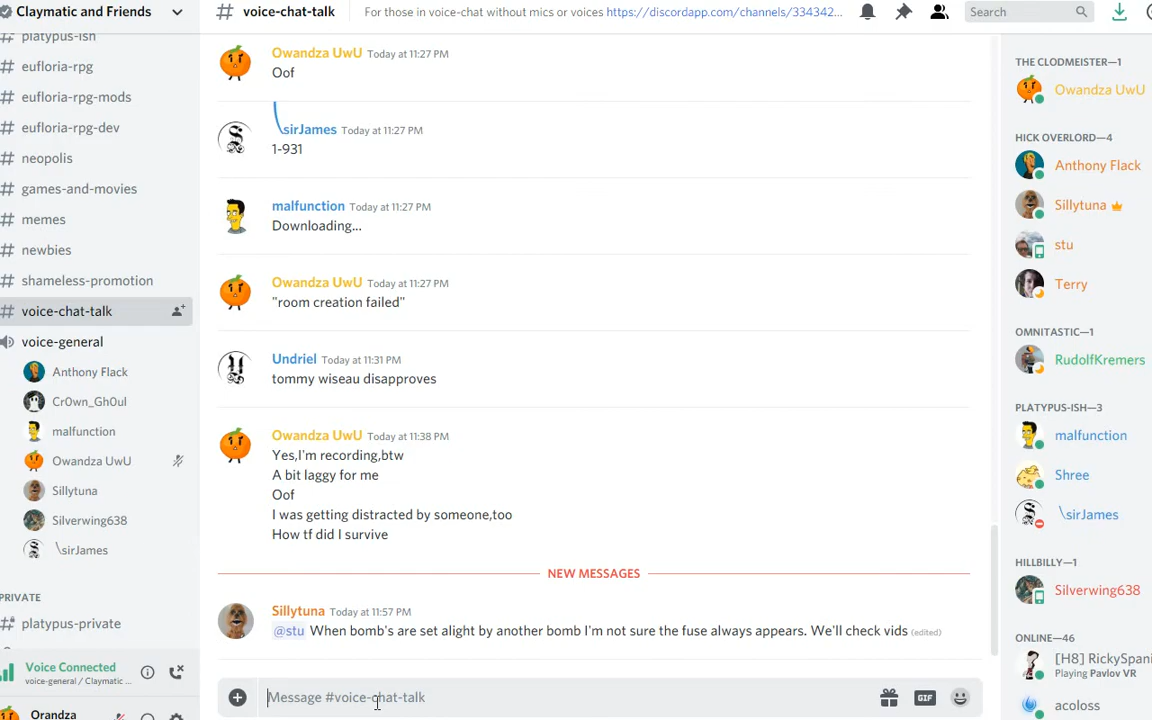 Claymatic and Friends
# platypus-ish
# eufloria-rpg
# eufloria-rpg-mods
# eufloria-rpg-dev
# neopolis
# games-and-movies
# memes
# newbies
# shameless-promotion
# voice-chat-talk
voice-general
Anthony Flack
Cr0wn_Gh0ul
malfunction
Owandza UwU
Sillytuna
Silverwing638
\sirJames
PRIVATE
# platypus-private
Voice Connected
voice-general / Claymatic ...
Orandza
# voice-chat-talk
For those in voice-chat without mics or voices https://discordapp.com/channels/334342...
Search
Owandza UwU Today at 11:27 PM
Oof
\sirJames Today at 11:27 PM
1-931
malfunction Today at 11:27 PM
Downloading...
Owandza UwU Today at 11:27 PM
"room creation failed"
Undriel Today at 11:31 PM
tommy wiseau disapproves
Owandza UwU Today at 11:38 PM
Yes,I'm recording,btw
A bit laggy for me
Oof
I was getting distracted by someone,too
How tf did I survive
NEW MESSAGES
Sillytuna Today at 11:57 PM
@stu When bomb's are set alight by another bomb I'm not sure the fuse always appears. We'll check vids (edited)
Message #voice-chat-talk
GIF
THE CLODMEISTER—1
Owandza UwU
HICK OVERLORD—4
Anthony Flack
Sillytuna
stu
Terry
OMNITASTIC—1
RudolfKremers
PLATYPUS-ISH—3
malfunction
Shree
\sirJames
HILLBILLY—1
Silverwing638
ONLINE—46
[H8] RickySpani
Playing Pavlov VR
acoloss